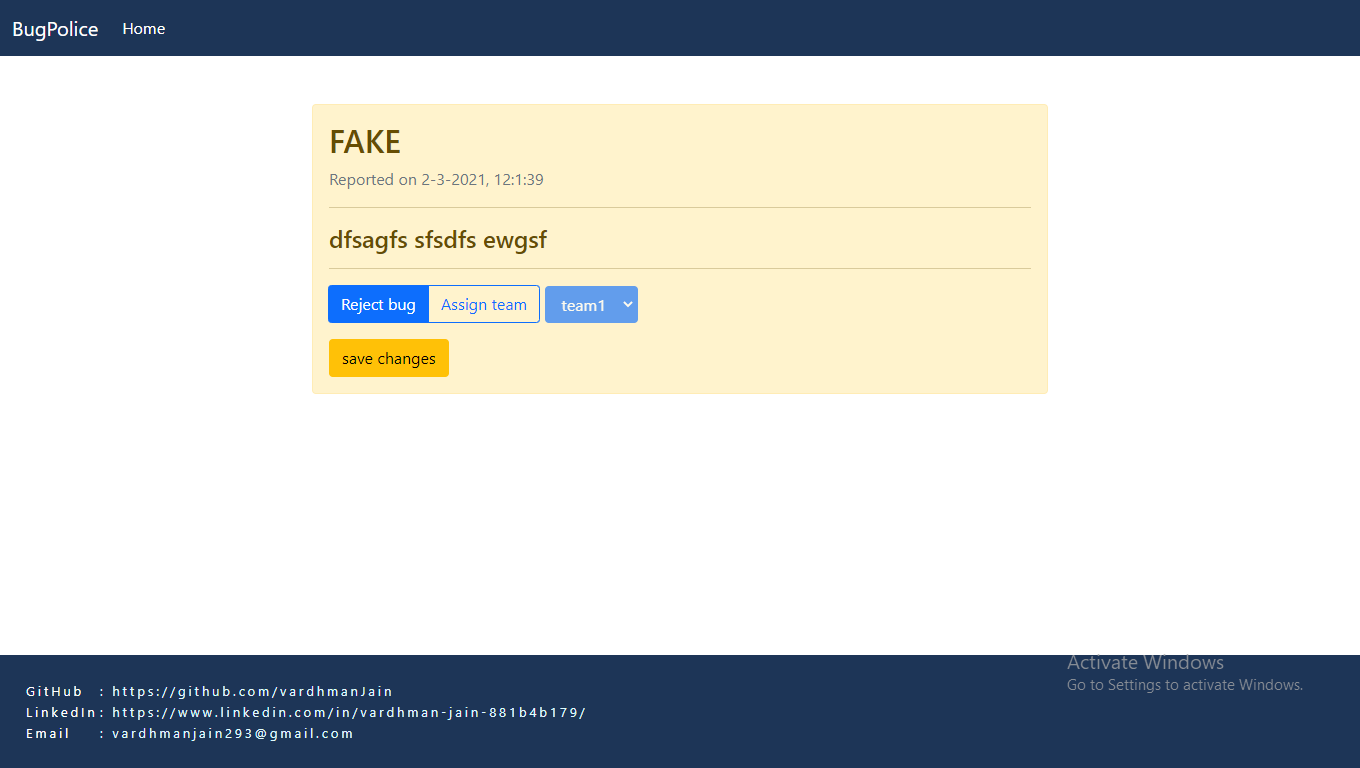 BugPolice Home
FAKE
Reported on 2-3-2021, 12:1:39
dfsagfs sfsdfs ewgsf
Reject bug Assign team team1
save changes
Activate Windows
Go to Settings to activate Windows.
GitHub : https://github.com/vardhmanJain
LinkedIn : https://www.linkedin.com/in/vardhman-jain-881b4b179/
Email : vardhmanjain293@gmail.com